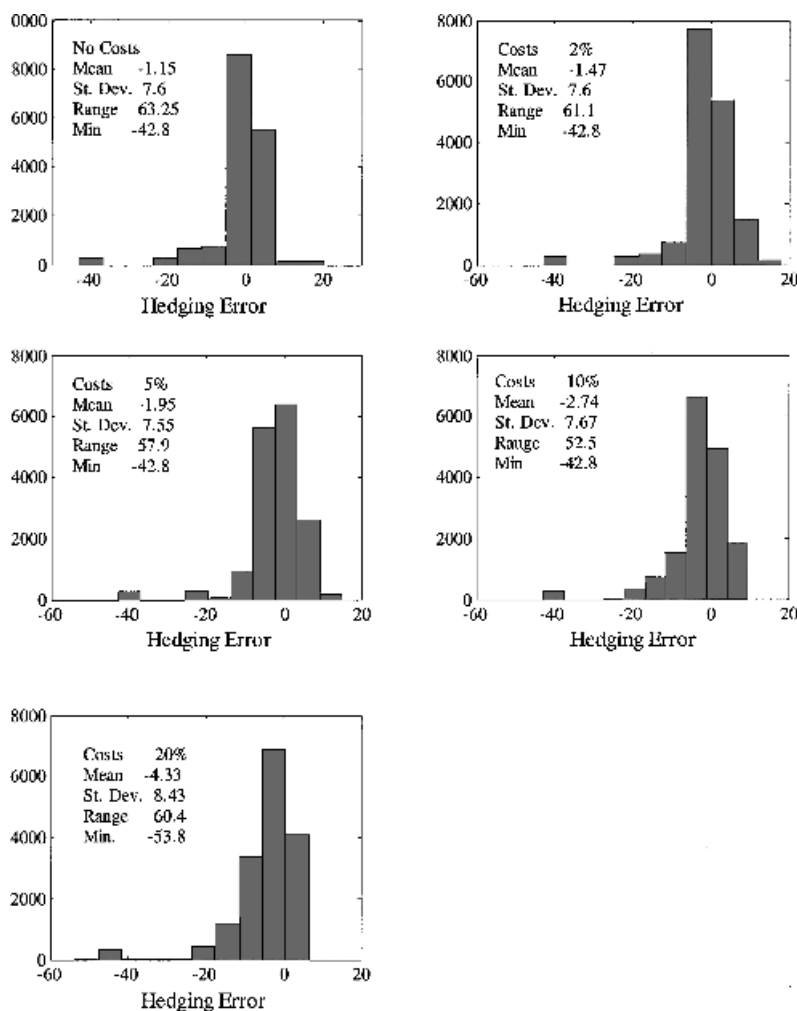 0000
8000
6000
4000
2000
0
No Costs
Mean -1.15
St. Dev. 7.6
Range 63.25
Min -42.8
-40 -20 0 20
Hedging Error
8000
6000
4000
2000
0
Costs 2%
Mean -1.47
St. Dev. 7.6
Range 61.1
Min -42.8
-60 -40 -20 0 20
Hedging Error
8000
6000
4000
2000
0
Costs 5%
Mean -1.95
St. Dev. 7.55
Range 57.9
Min -42.8
-60 -40 -20 0 20
Hedging Error
8000
6000
4000
2000
0
Costs 10%
Mean -2.74
St. Dev. 7.67
Range 52.5
Min -42.8
-60 -40 -20 0 20
Hedging Error
8000
6000
4000
2000
0
Costs 20%
Mean -4.33
St. Dev. 8.43
Range 60.4
Min. -53.8
-60 -40 -20 0 20
Hedging Error